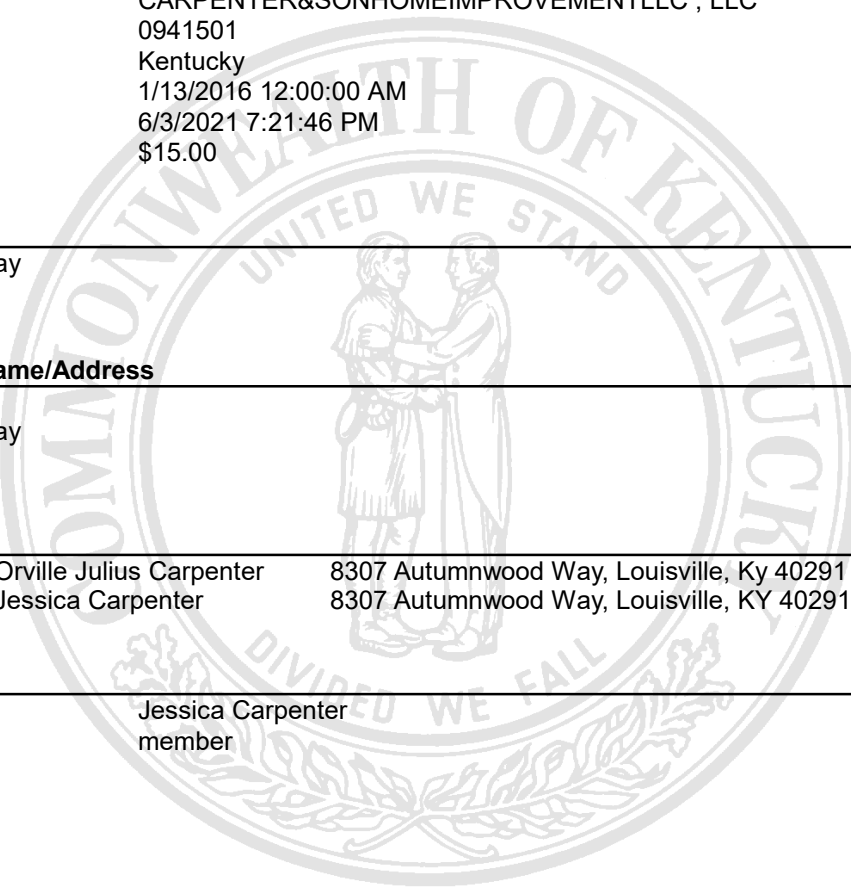 CARPENTER&SONHOMEIMPROVEMENTLLC , LLC
0941501
Kentucky
1/13/2016 12:00:00 AM
6/3/2021 7:21:46 PM
$15.00
COMMONWEALTH OF KENTUCKY
UNITED WE STAND
ay
ame/Address
ay
Orville Julius Carpenter 8307 Autumnwood Way, Louisville, Ky 40291
Jessica Carpenter 8307 Autumnwood Way, Louisville, KY 40291
DIVIDED WE FALL
Jessica Carpenter
member